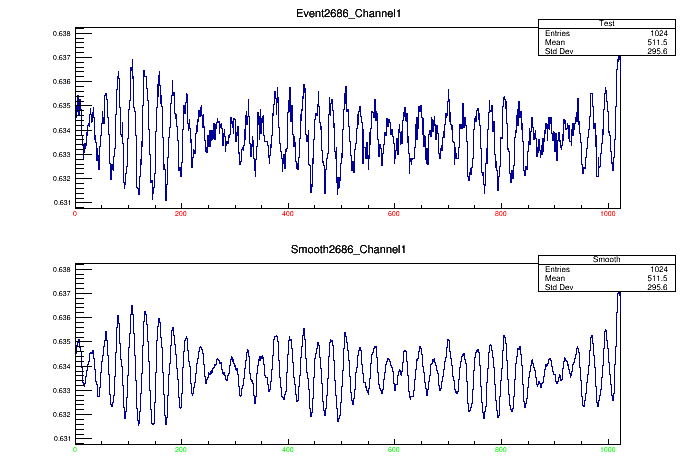 Event2686_Channel1
Test
Entries 1024
Mean 511.5
Std Dev 295.6
0.638
0.637
0.636
0.635
0.634
0.633
0.632
0.631
0 200 400 600 800 1000
Smooth2686_Channel1
Smooth
Entries 1024
Mean 511.5
Std Dev 295.6
0.638
0.637
0.636
0.635
0.634
0.633
0.632
0.631
0 200 400 600 800 1000